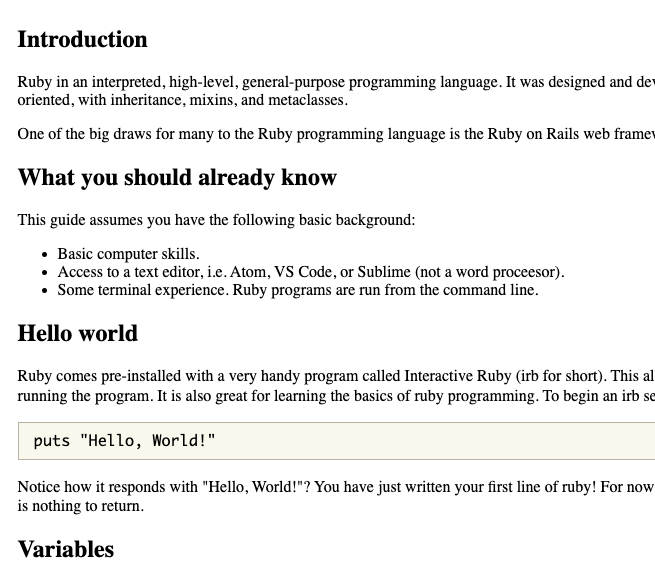 Introduction
Ruby in an interpreted, high-level, general-purpose programming language. It was designed and dev
oriented, with inheritance, mixins, and metaclasses.
One of the big draws for many to the Ruby programming language is the Ruby on Rails web framew
What you should already know
This guide assumes you have the following basic background:
• Basic computer skills.
• Access to a text editor, i.e. Atom, VS Code, or Sublime (not a word proceesor).
• Some terminal experience. Ruby programs are run from the command line.
Hello world
Ruby comes pre-installed with a very handy program called Interactive Ruby (irb for short). This al
running the program. It is also great for learning the basics of ruby programming. To begin an irb se
puts "Hello, World!"
Notice how it responds with "Hello, World!"? You have just written your first line of ruby! For now
is nothing to return.
Variables